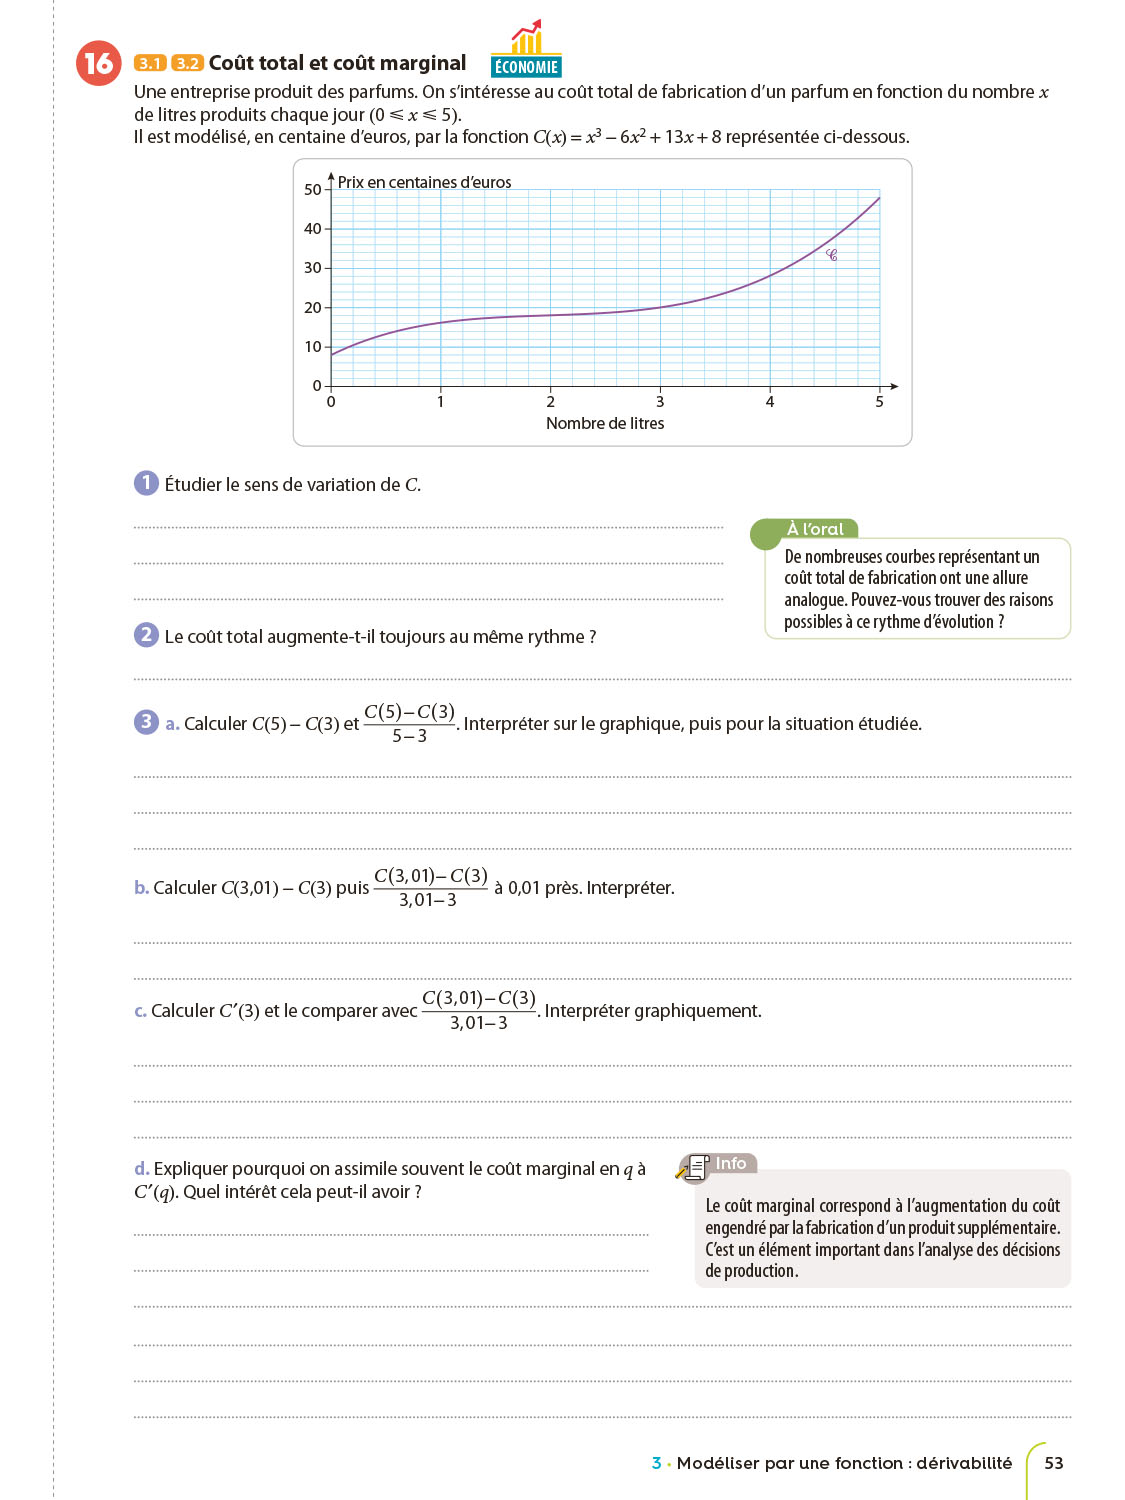 16 3.1 3.2 Coût total et coût marginal
ÉCONOMIE
Une entreprise produit des parfums. On s’intéresse au coût total de fabrication d’un parfum en fonction du nombre x
de litres produits chaque jour (0 ⩽ x ⩽ 5).
Il est modélisé, en centaine d’euros, par la fonction C(x) = x³ – 6x² + 13x + 8 représentée ci-dessous.
Prix en centaines d’euros
50
40
30
20
10
0
𝒞
0 1 2 3 4 5
Nombre de litres
1 Étudier le sens de variation de C.
À l’oral
De nombreuses courbes représentant un
coût total de fabrication ont une allure
analogue. Pouvez-vous trouver des raisons
possibles à ce rythme d’évolution ?
2 Le coût total augmente-t-il toujours au même rythme ?
3 a. Calculer C(5) – C(3) et (C(5) – C(3))/(5 – 3). Interpréter sur le graphique, puis pour la situation étudiée.
b. Calculer C(3,01) – C(3) puis (C(3,01) – C(3))/(3,01 – 3) à 0,01 près. Interpréter.
c. Calculer C′(3) et le comparer avec (C(3,01) – C(3))/(3,01 – 3). Interpréter graphiquement.
d. Expliquer pourquoi on assimile souvent le coût marginal en q à
C′(q). Quel intérêt cela peut-il avoir ?
Info
Le coût marginal correspond à l’augmentation du coût
engendré par la fabrication d’un produit supplémentaire.
C’est un élément important dans l’analyse des décisions
de production.
3 • Modéliser par une fonction : dérivabilité 53